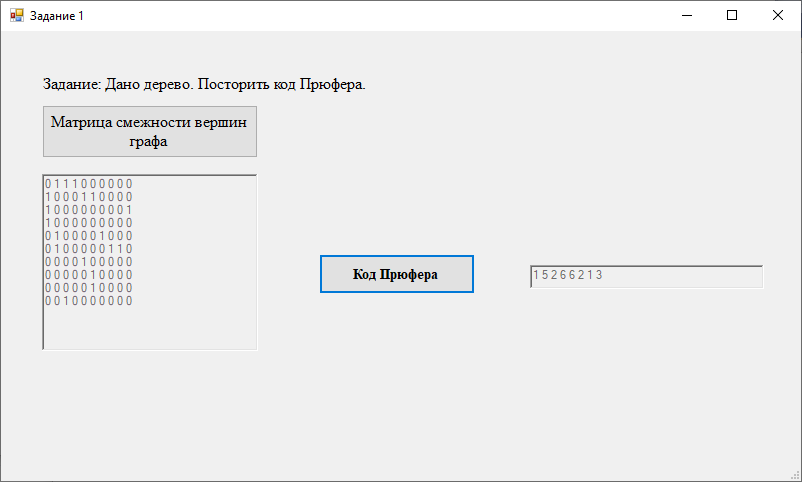 Задание 1
Задание: Дано дерево. Посторить код Прюфера.
Матрица смежности вершин
графа
0 1 1 1 0 0 0 0 0 0
1 0 0 0 1 1 0 0 0 0
1 0 0 0 0 0 0 0 0 1
1 0 0 0 0 0 0 0 0 0
0 1 0 0 0 0 1 0 0 0
0 1 0 0 0 0 0 1 1 0
0 0 0 0 1 0 0 0 0 0
0 0 0 0 0 1 0 0 0 0
0 0 0 0 0 1 0 0 0 0
0 0 1 0 0 0 0 0 0 0
Код Прюфера
1 5 2 6 6 2 1 3